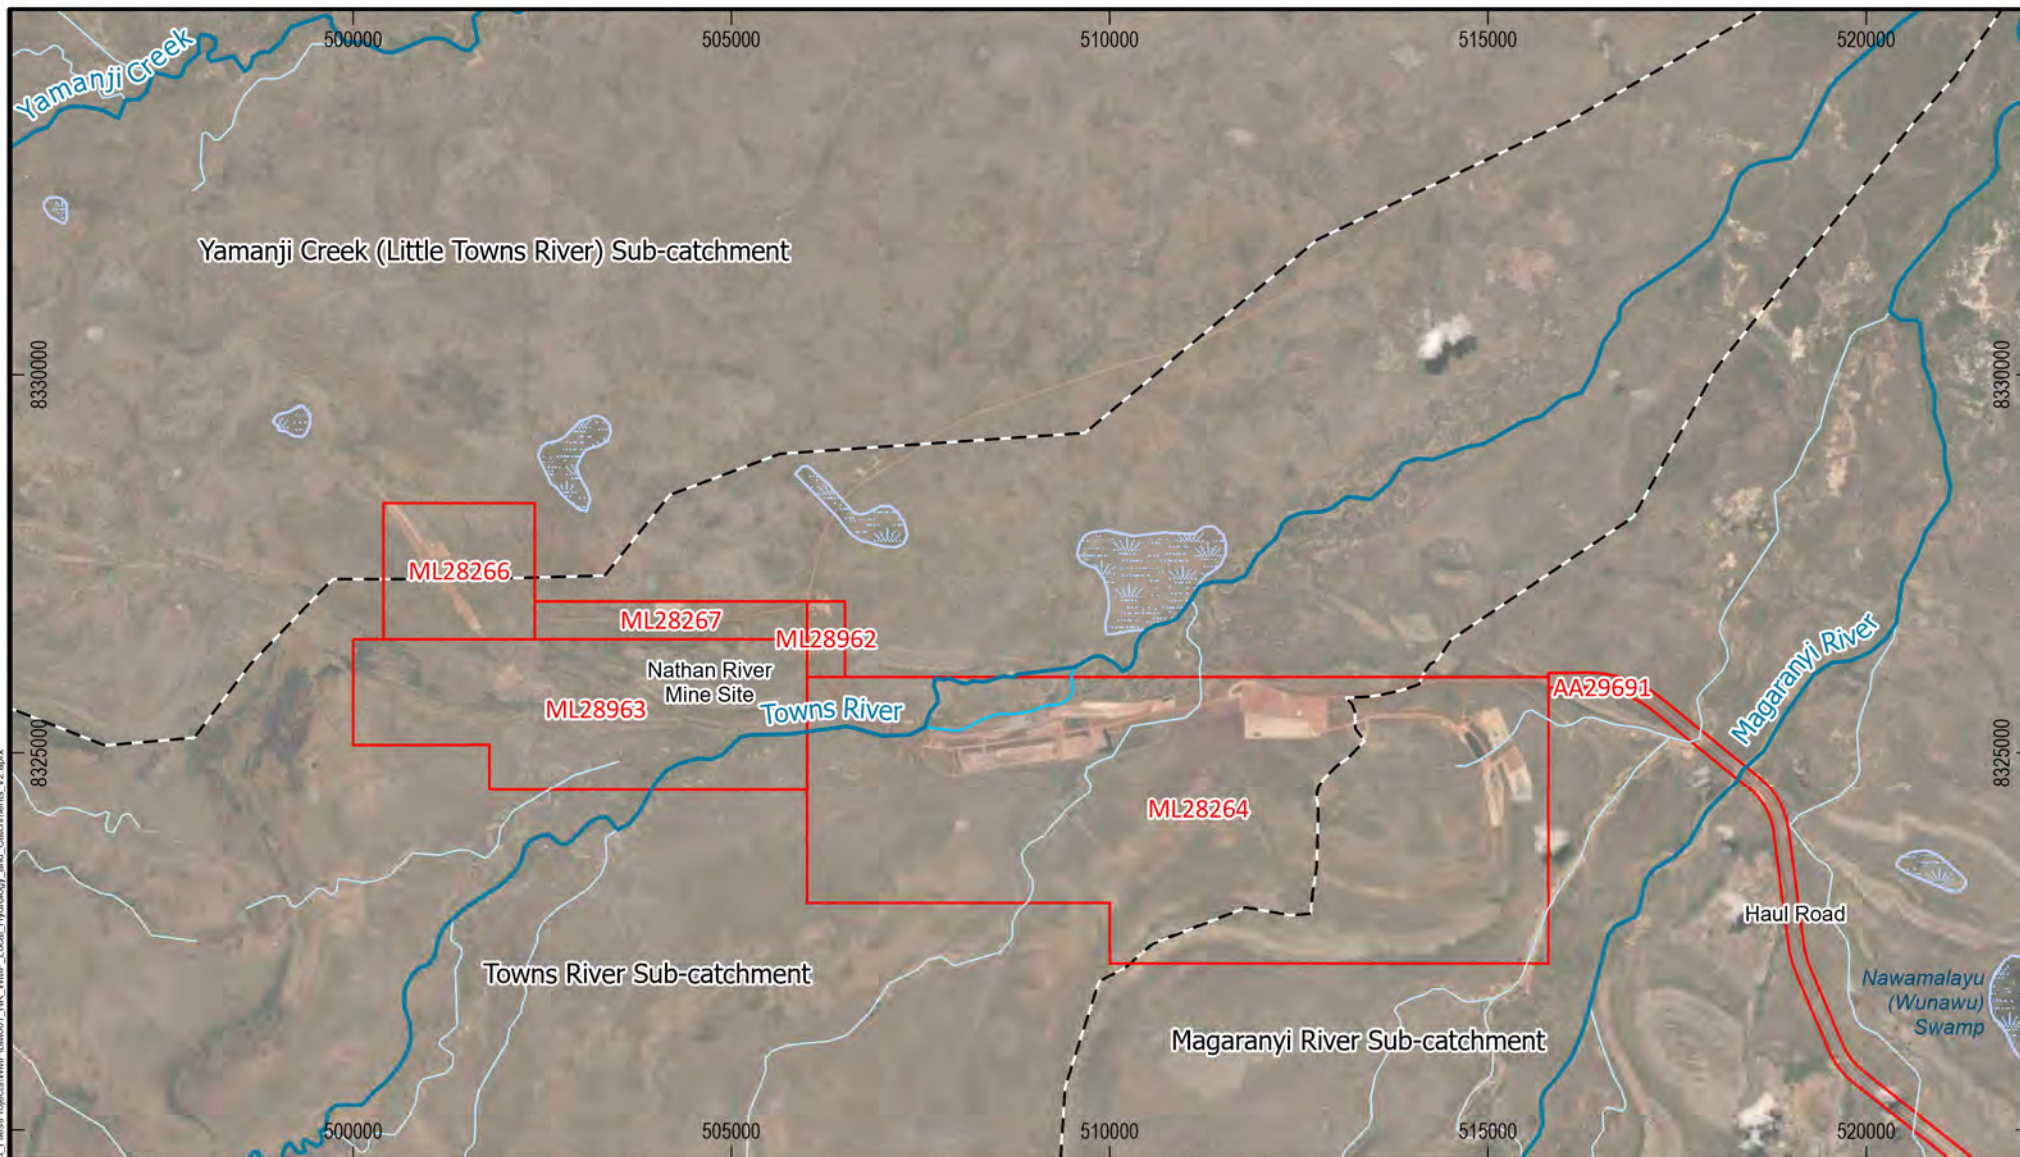 500000
505000
510000
515000
520000
Yamanji Creek
Yamanji Creek (Little Towns River) Sub-catchment
8330000
8330000
ML28266
ML28267
ML28962
Nathan River
Mine Site
ML28963
Towns River
AA29691
Magaranyi River
8325000
8325000
ML28264
Haul Road
Towns River Sub-catchment
Nawamalayu
(Wunawu)
Swamp
Magaranyi River Sub-catchment
500000
505000
510000
515000
520000